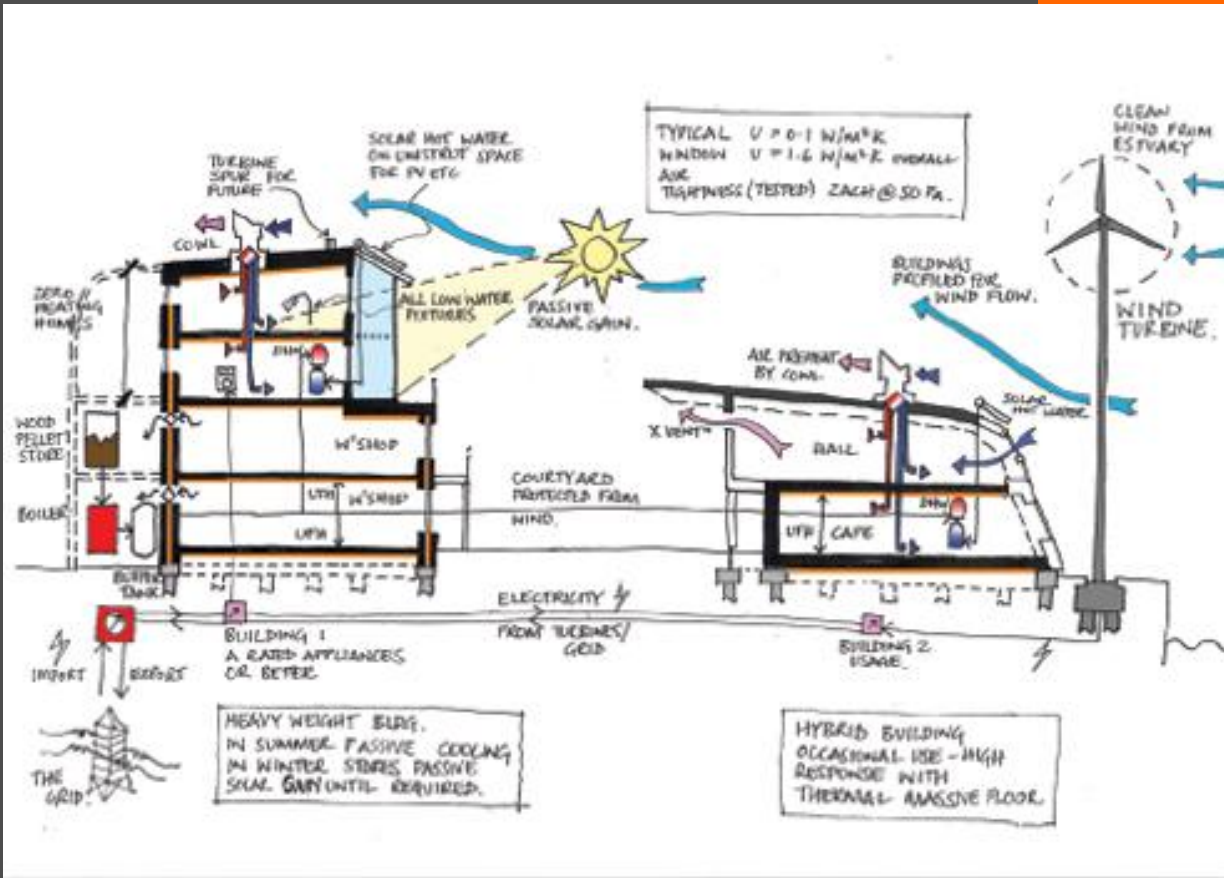 SOLAR HOT WATER
ON UNSTRUT SPACE
FOR PV ETC
TURBINE
SPUR FOR
FUTURE
COWL
TYPICAL U = 0.1 W/m²K
WINDOW U = 1.6 W/m²K OVERALL
AIR
TIGHTNESS (TESTED) 2ACH @ 50 Pa.
CLEAN
WIND FROM
ESTUARY
ZERO
HEATING
HOMES
ALL LOW WATER
FIXTURES
PASSIVE
SOLAR GAIN.
BUILDINGS
PROFILED FOR
WIND FLOW.
WIND
TURBINE.
DHW
AIR PREHEAT
BY COWL
SOLAR
HOT WATER
WOOD
PELLET
STORE
W'SHOP
X VENTN
HALL
BOILER
UFH
W'SHOP
UFH
COURTYARD
PROTECTED FROM
WIND.
DHW
UFH
CAFE
BUFFER
TANK
ELECTRICITY
FROM TURBINES/
GRID
BUILDING 1
A RATED APPLIANCES
OR BETER
BUILDING 2
USAGE.
IMPORT
EXPORT
THE
GRID.
HEAVY WEIGHT BLDG.
IN SUMMER PASSIVE COOLING
IN WINTER STORES PASSIVE
SOLAR GAIN UNTIL REQUIRED.
HYBRID BUILDING
OCCASIONAL USE - HIGH
RESPONSE WITH
THERMAL MASSIVE FLOOR